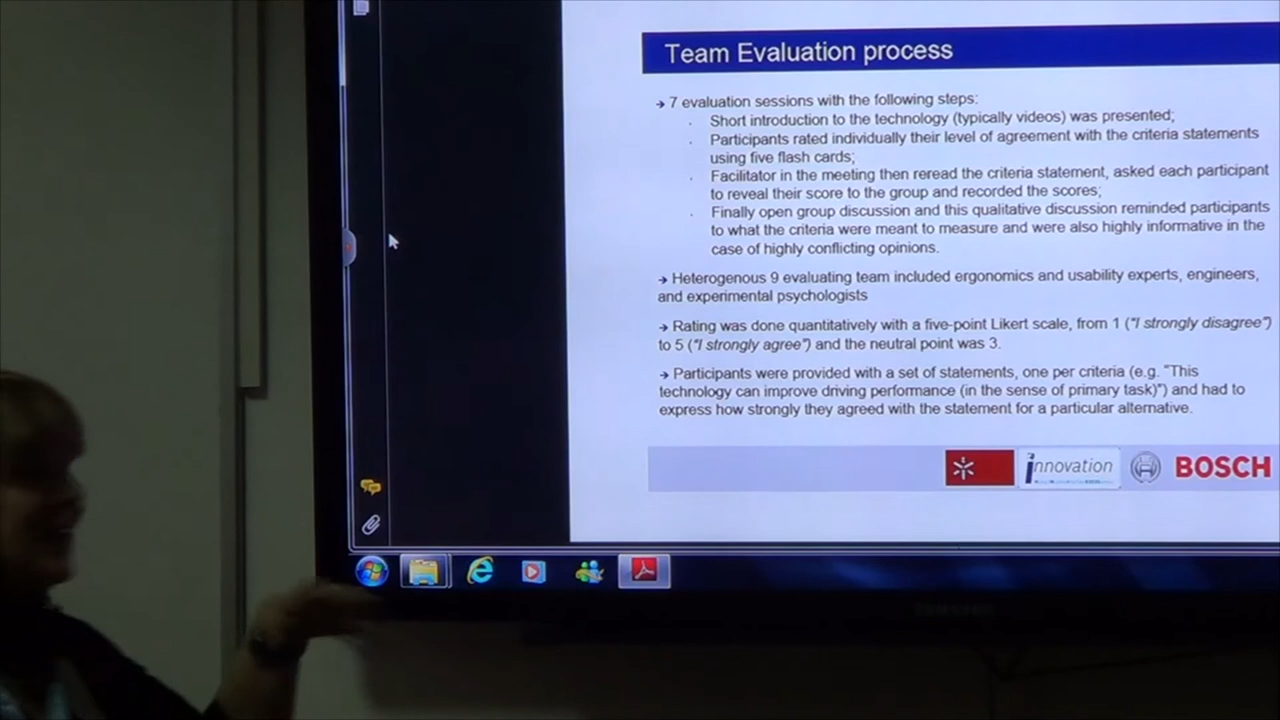 Team Evaluation process
→ 7 evaluation sessions with the following steps:
Short introduction to the technology (typically videos) was presented;
Participants rated individually their level of agreement with the criteria statements
using five flash cards;
Facilitator in the meeting then reread the criteria statement, asked each participant
to reveal their score to the group and recorded the scores;
Finally open group discussion and this qualitative discussion reminded participants
to what the criteria were meant to measure and were also highly informative in the
case of highly conflicting opinions.
→ Heterogenous 9 evaluating team included ergonomics and usability experts, engineers,
and experimental psychologists
→ Rating was done quantitatively with a five-point Likert scale, from 1 ("I strongly disagree")
to 5 ("I strongly agree") and the neutral point was 3.
→ Participants were provided with a set of statements, one per criteria (e.g. "This
technology can improve driving performance (in the sense of primary task)") and had to
express how strongly they agreed with the statement for a particular alternative.
innovation
BOSCH
SAMSUNG